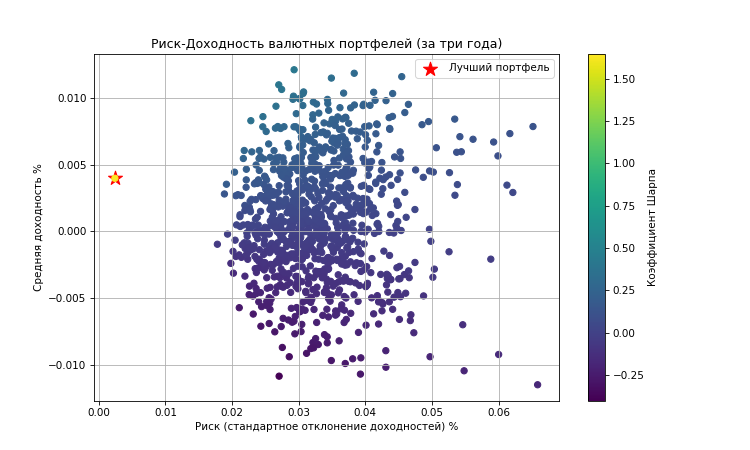 Риск-Доходность валютных портфелей (за три года)
Лучший портфель
Средняя доходность %
0.010
0.005
0.000
−0.005
−0.010
0.00 0.01 0.02 0.03 0.04 0.05 0.06
Риск (стандартное отклонение доходностей) %
1.50
1.25
1.00
0.75
0.50
0.25
0.00
−0.25
Коэффициент Шарпа